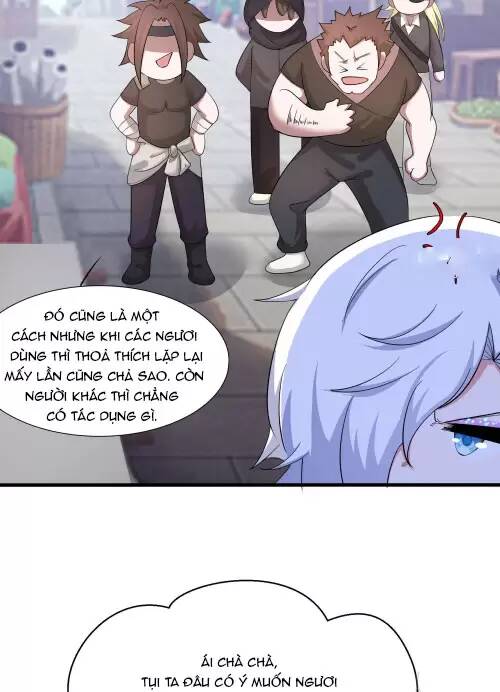 ĐÓ CŨNG LÀ MỘT
CÁCH NHƯNG KHI CÁC NGƯƠI
DÙNG THÌ THOẢ THÍCH LẶP LẠI
MẤY LẦN CŨNG CHẢ SAO. CÒN
NGƯỜI KHÁC THÌ CHẲNG
CÓ TÁC DỤNG GÌ.
ÁI CHÀ CHÀ,
TỤI TA ĐÂU CÓ Ý MUỐN NGƯƠI